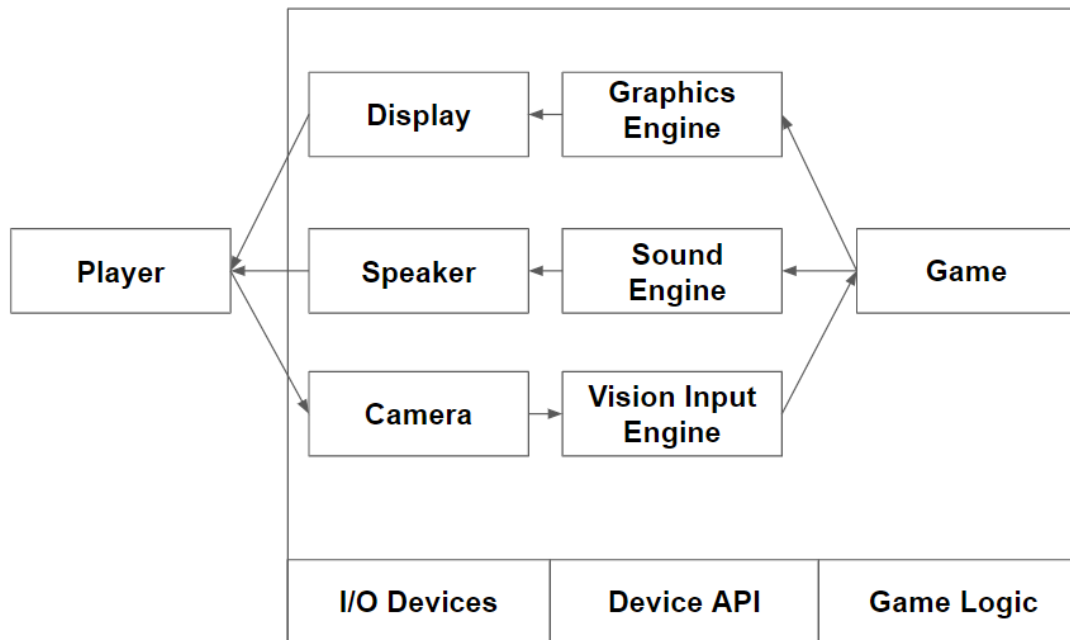 Display
Graphics
Engine
Player
Speaker
Sound
Engine
Game
Camera
Vision Input
Engine
I/O Devices
Device API
Game Logic